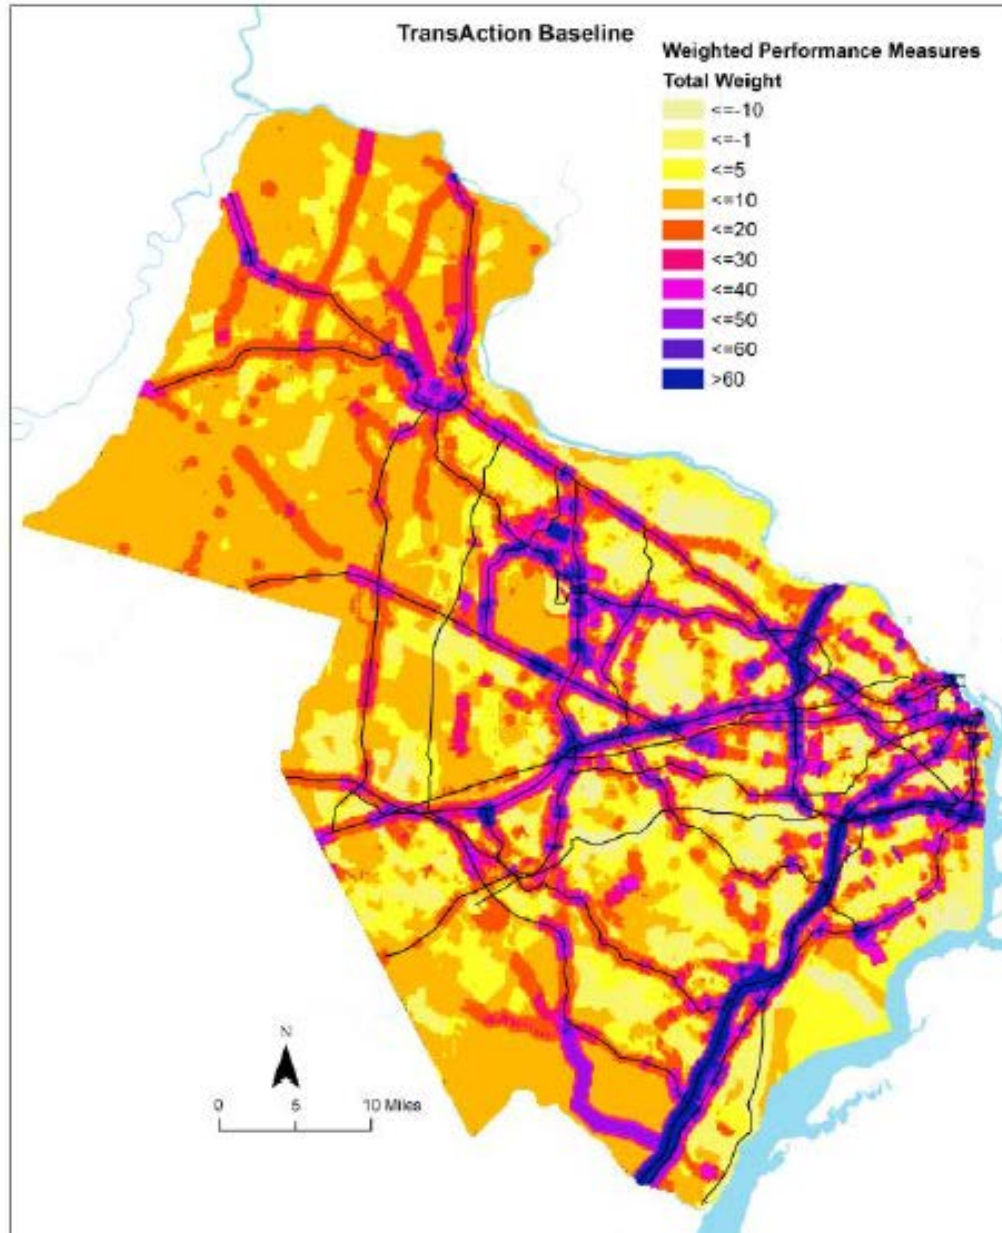 TransAction Baseline
Weighted Performance Measures
Total Weight
<=-10
<=-1
<=5
<=10
<=20
<=30
<=40
<=50
<=60
>60
N
0 5 10 Miles